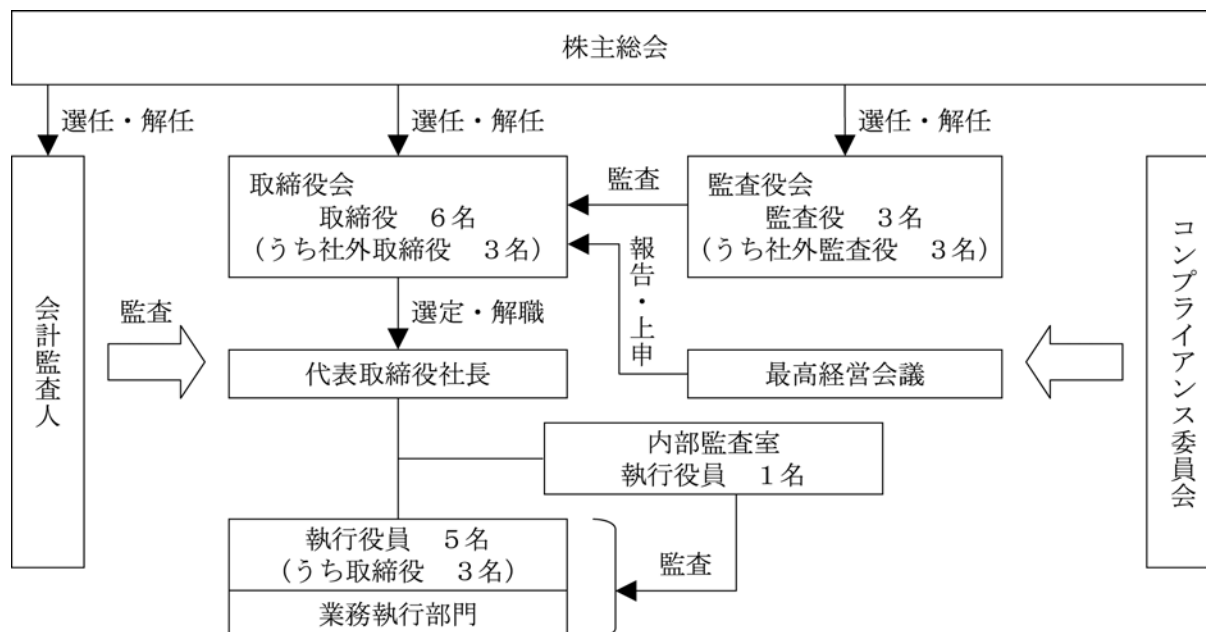 株主総会
選任・解任
選任・解任
選任・解任
会計監査人
監査
取締役会
取締役　６名
（うち社外取締役　３名）
監査
監査役会
監査役　３名
（うち社外監査役　３名）
報告・上申
選定・解職
代表取締役社長
最高経営会議
コンプライアンス委員会
内部監査室
執行役員　１名
執行役員　５名
（うち取締役　３名）
監査
業務執行部門